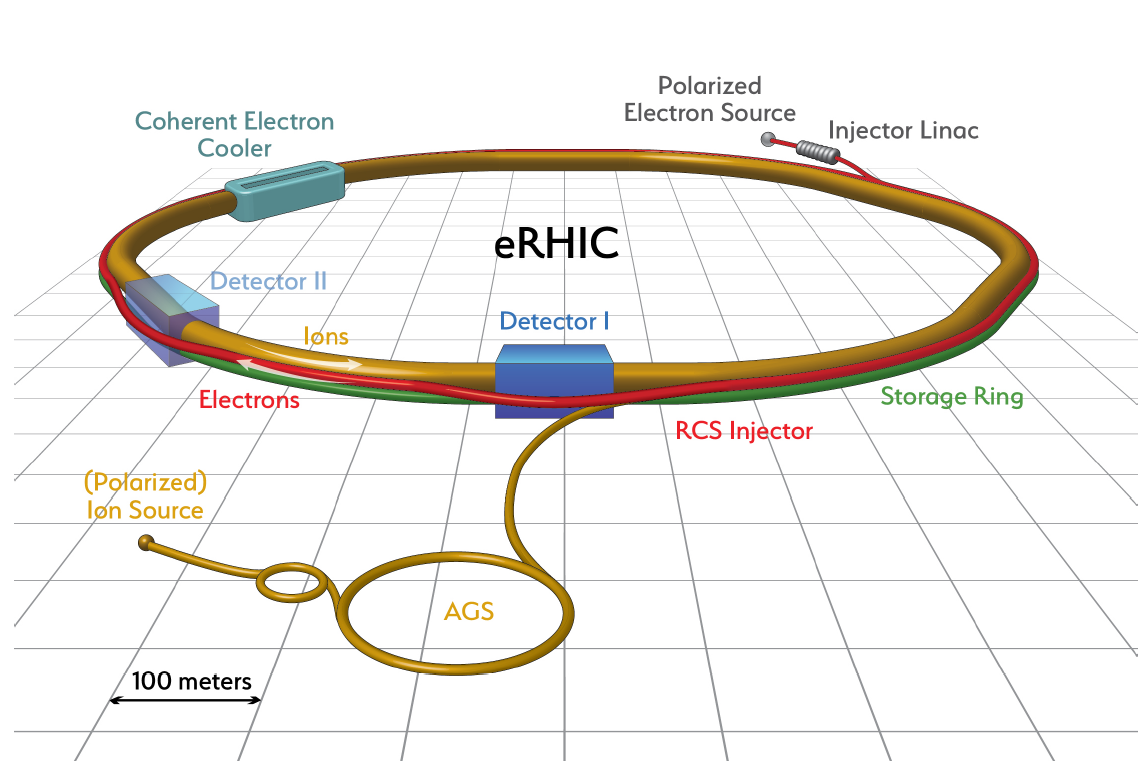 Polarized
Electron Source
Injector Linac
Coherent Electron
Cooler
eRHIC
Detector II
Detector I
Ions
Electrons
Storage Ring
RCS Injector
(Polarized)
Ion Source
AGS
100 meters